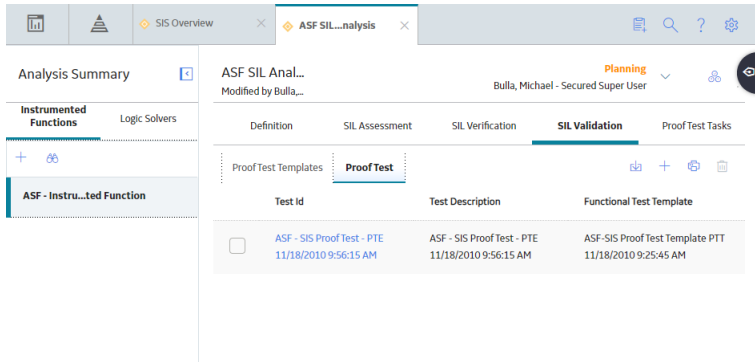 SIS Overview
ASF SIL...nalysis
Analysis Summary
Instrumented
Functions
Logic Solvers
ASF - Instru...ted Function
ASF SIL Anal...
Modified by Bulla,...
Planning
Bulla, Michael - Secured Super User
Definition
SIL Assessment
SIL Verification
SIL Validation
Proof Test Tasks
Proof Test Templates
Proof Test
Test Id
Test Description
Functional Test Template
ASF - SIS Proof Test - PTE
11/18/2010 9:56:15 AM
ASF - SIS Proof Test - PTE
11/18/2010 9:56:15 AM
ASF-SIS Proof Test Template PTT
11/18/2010 9:25:45 AM